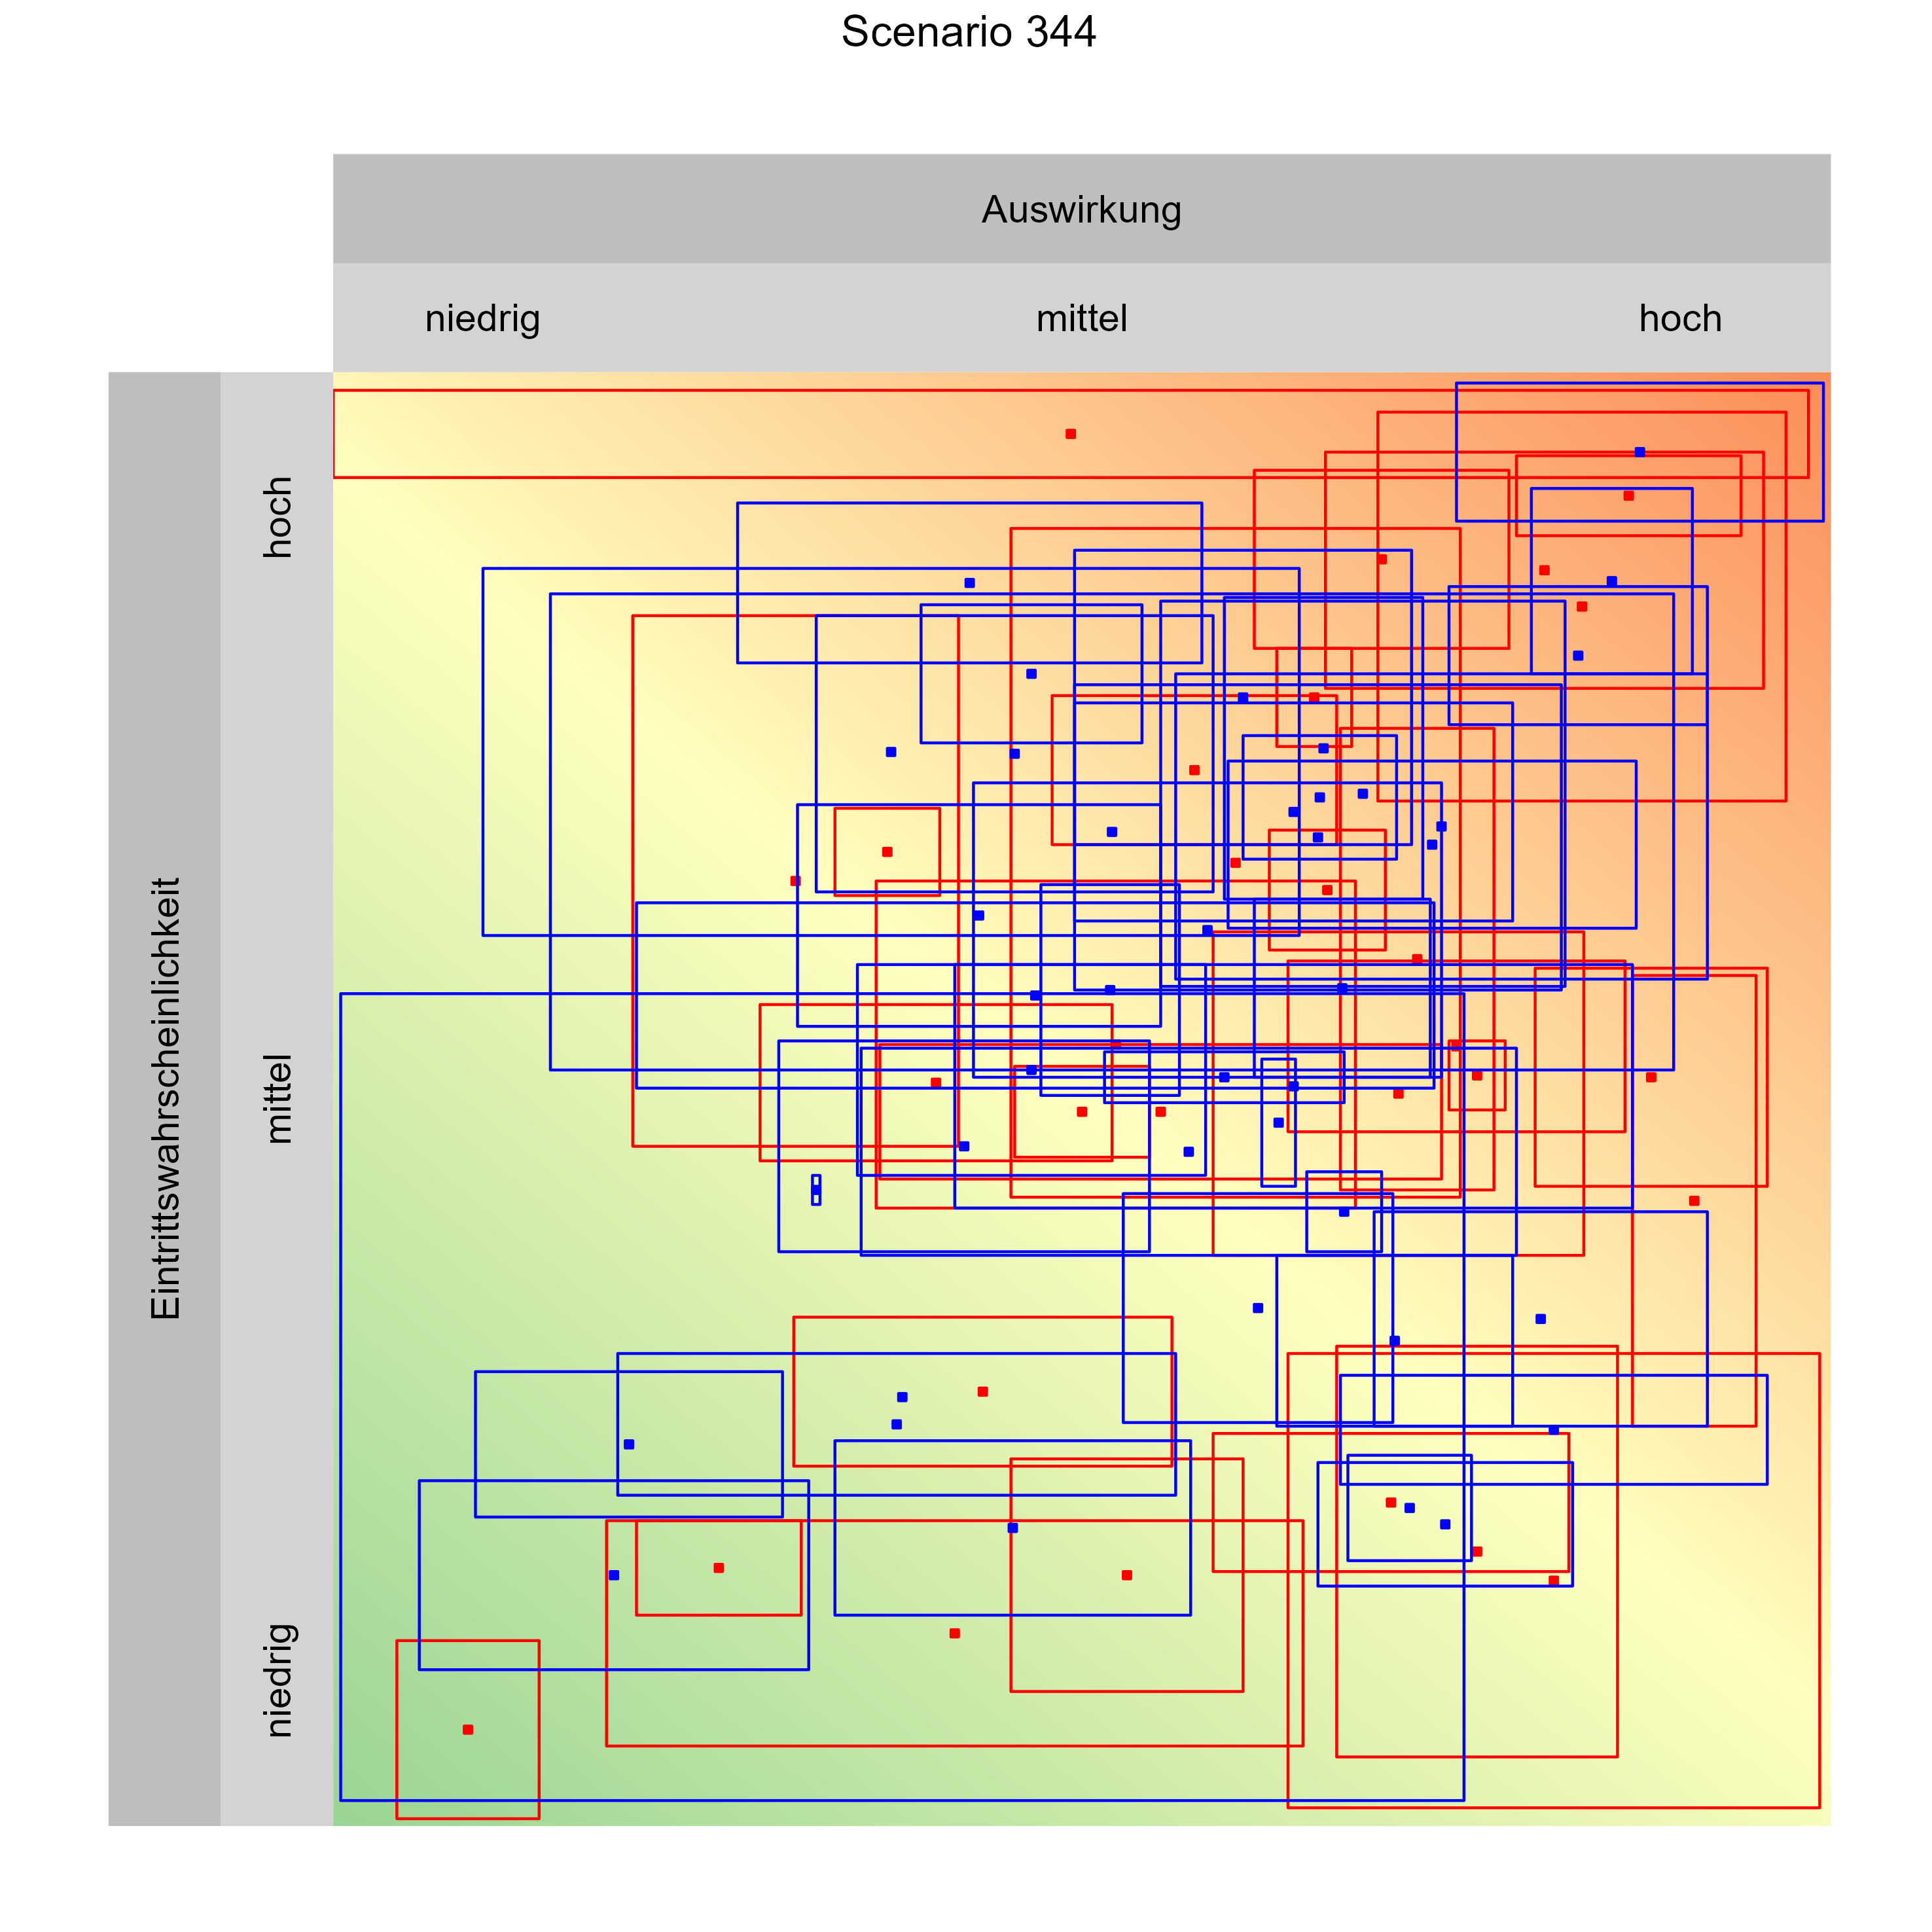 Scenario 344
Auswirkung
niedrig
mittel
hoch
Eintrittswahrscheinlichkeit
hoch
mittel
niedrig